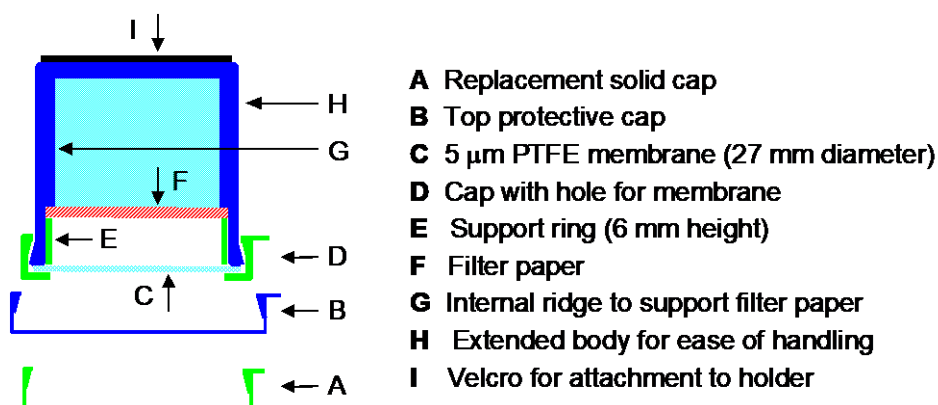 I
H
G
F
E
D
C
B
A
A Replacement solid cap
B Top protective cap
C 5 μm PTFE membrane (27 mm diameter)
D Cap with hole for membrane
E Support ring (6 mm height)
F Filter paper
G Internal ridge to support filter paper
H Extended body for ease of handling
I Velcro for attachment to holder